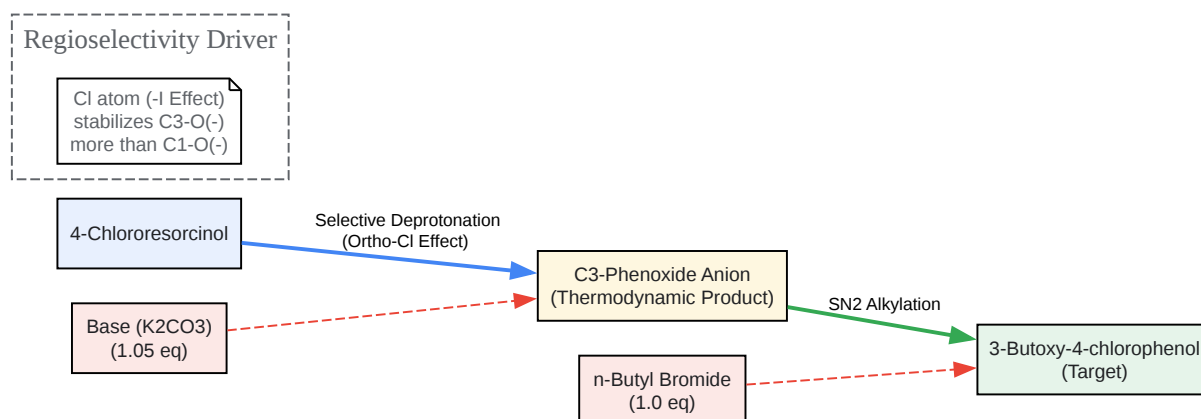 Regioselectivity Driver
Cl atom (-I Effect)
stabilizes C3-O(-)
more than C1-O(-)
4-Chlororesorcinol
Selective Deprotonation
(Ortho-Cl Effect)
C3-Phenoxide Anion
(Thermodynamic Product)
Base (K2CO3)
(1.05 eq)
SN2 Alkylation
3-Butoxy-4-chlorophenol
(Target)
n-Butyl Bromide
(1.0 eq)